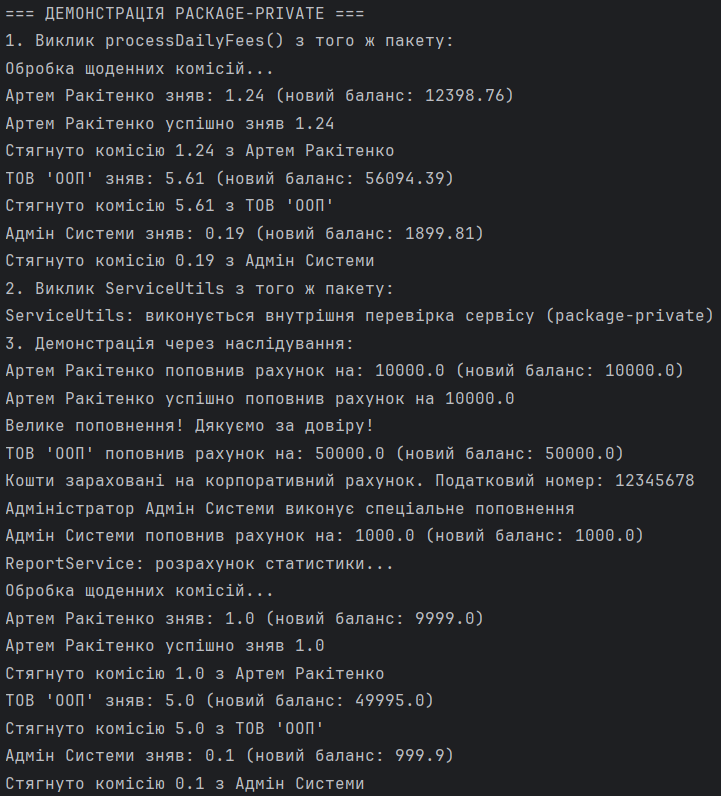 === ДЕМОНСТРАЦІЯ PACKAGE-PRIVATE ===
1. Виклик processDailyFees() з того ж пакету:
Обробка щоденних комісій...
Артем Ракітенко зняв: 1.24 (новий баланс: 12398.76)
Артем Ракітенко успішно зняв 1.24
Стягнуто комісію 1.24 з Артем Ракітенко
ТОВ 'ООП' зняв: 5.61 (новий баланс: 56094.39)
Стягнуто комісію 5.61 з ТОВ 'ООП'
Адмін Системи зняв: 0.19 (новий баланс: 1899.81)
Стягнуто комісію 0.19 з Адмін Системи
2. Виклик ServiceUtils з того ж пакету:
ServiceUtils: виконується внутрішня перевірка сервісу (package-private)
3. Демонстрація через наслідування:
Артем Ракітенко поповнив рахунок на: 10000.0 (новий баланс: 10000.0)
Артем Ракітенко успішно поповнив рахунок на 10000.0
Велике поповнення! Дякуємо за довіру!
ТОВ 'ООП' поповнив рахунок на: 50000.0 (новий баланс: 50000.0)
Кошти зараховані на корпоративний рахунок. Податковий номер: 12345678
Адміністратор Адмін Системи виконує спеціальне поповнення
Адмін Системи поповнив рахунок на: 1000.0 (новий баланс: 1000.0)
ReportService: розрахунок статистики...
Обробка щоденних комісій...
Артем Ракітенко зняв: 1.0 (новий баланс: 9999.0)
Артем Ракітенко успішно зняв 1.0
Стягнуто комісію 1.0 з Артем Ракітенко
ТОВ 'ООП' зняв: 5.0 (новий баланс: 49995.0)
Стягнуто комісію 5.0 з ТОВ 'ООП'
Адмін Системи зняв: 0.1 (новий баланс: 999.9)
Стягнуто комісію 0.1 з Адмін Системи